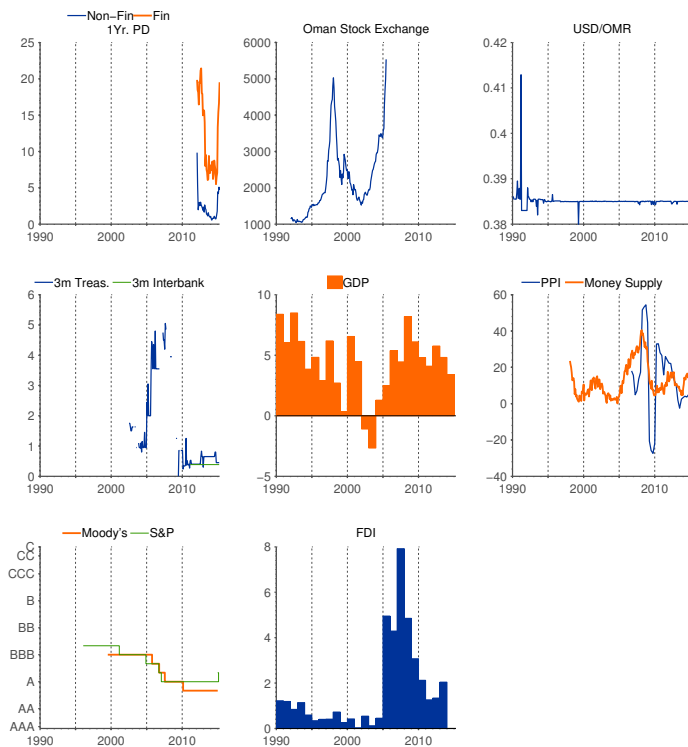 Non−Fin Fin
1Yr. PD
25
20
15
10
5
0
1990 2000 2010
Oman Stock Exchange
6000
5000
4000
3000
2000
1000
1990 2000 2010
USD/OMR
0.42
0.41
0.4
0.39
0.38
1990 2000 2010
3m Treas. 3m Interbank
6
5
4
3
2
1
0
1990 2000 2010
GDP
10
5
0
−5
1990 2000 2010
PPI Money Supply
60
40
20
0
−20
−40
1990 2000 2010
Moody's S&P
C
CC
CCC
B
BB
BBB
A
AA
AAA
1990 2000 2010
FDI
8
6
4
2
0
1990 2000 2010